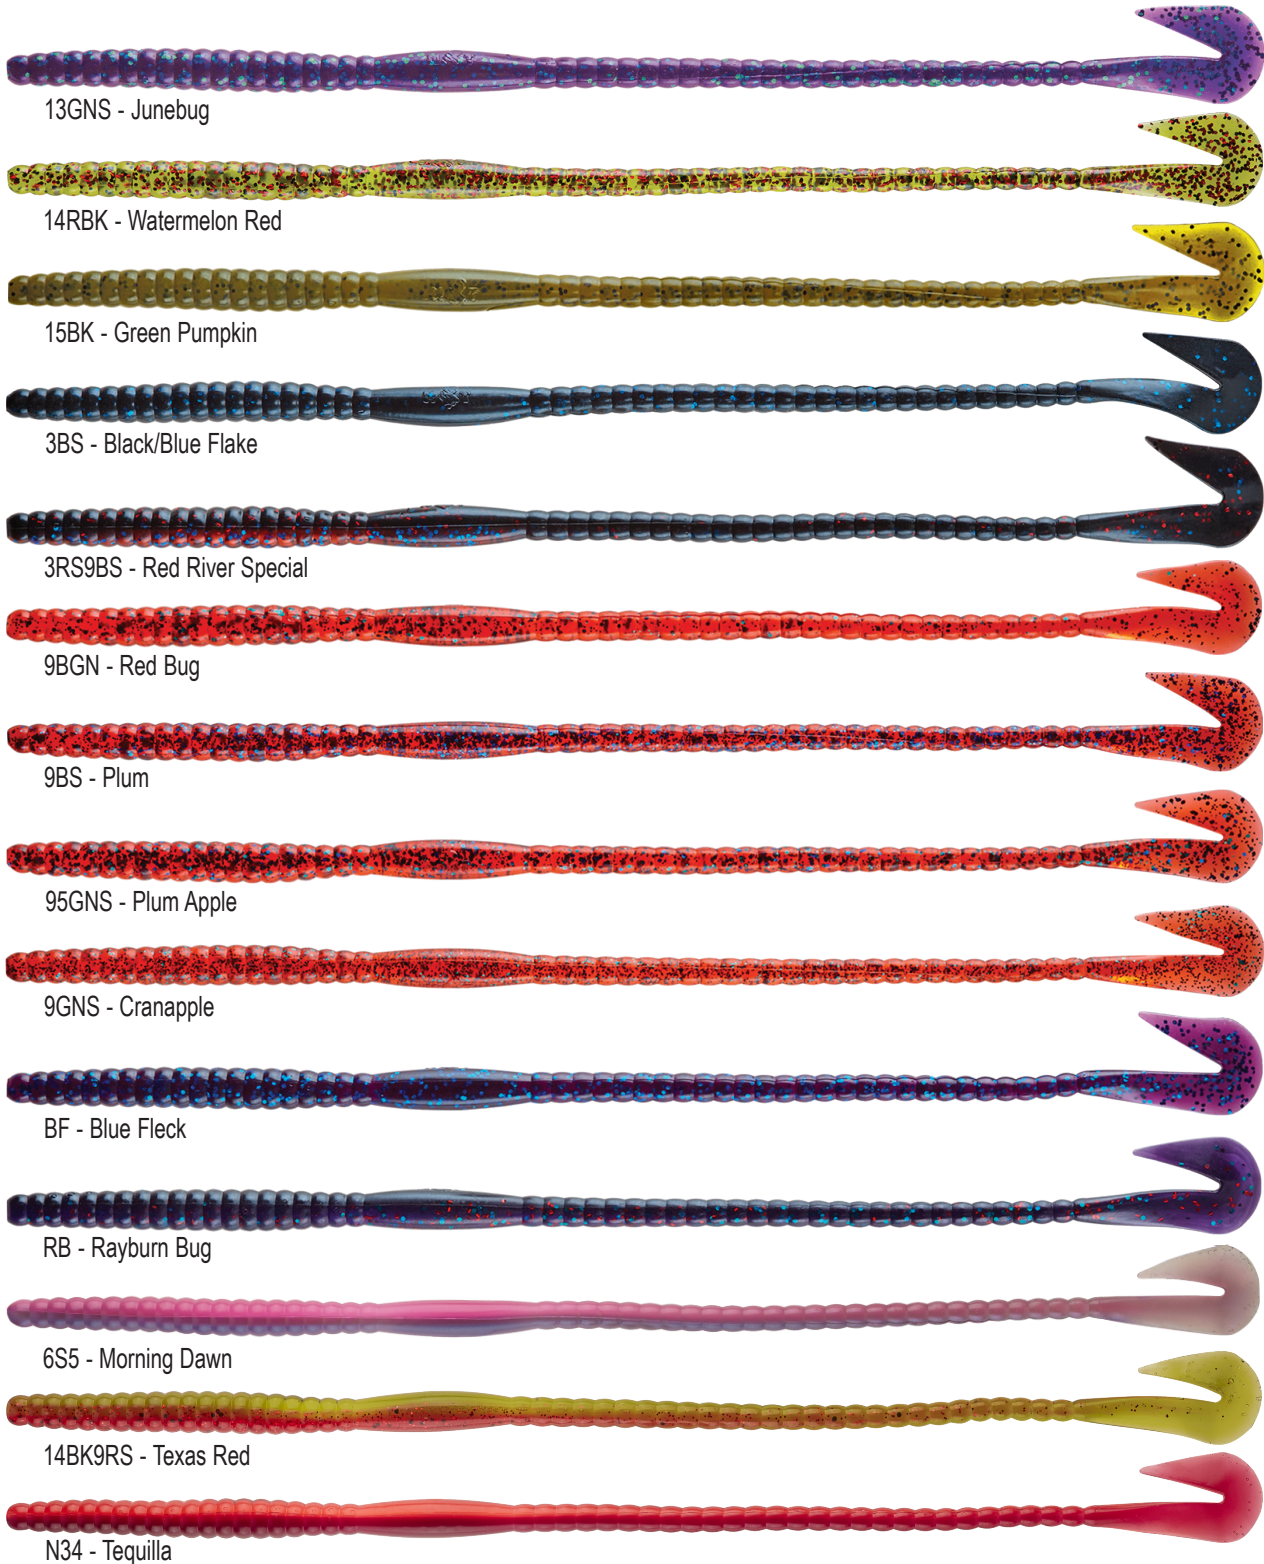 13GNS - Junebug
14RBK - Watermelon Red
15BK - Green Pumpkin
3BS - Black/Blue Flake
3RS9BS - Red River Special
9BGN - Red Bug
9BS - Plum
95GNS - Plum Apple
9GNS - Cranapple
BF - Blue Fleck
RB - Rayburn Bug
6S5 - Morning Dawn
14BK9RS - Texas Red
N34 - Tequilla